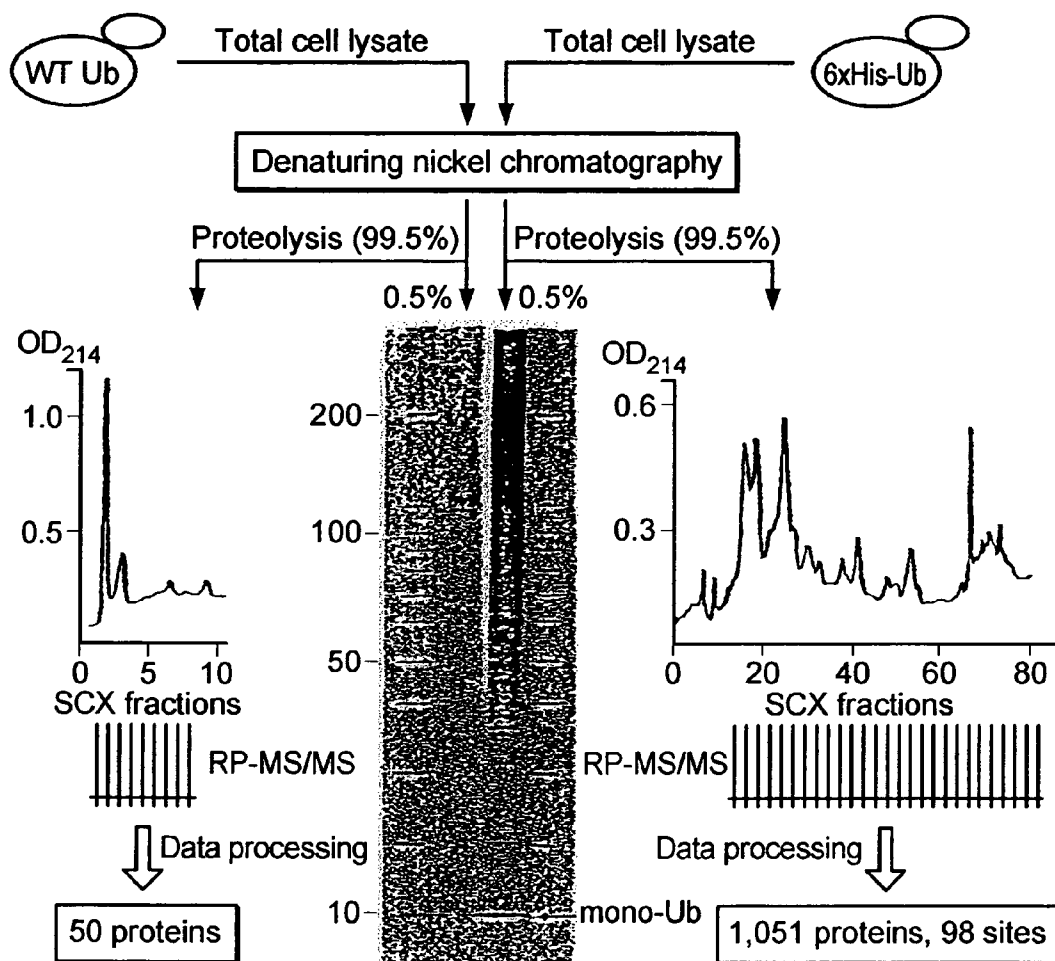 WT Ub
Total cell lysate
Total cell lysate
6xHis-Ub
Denaturing nickel chromatography
Proteolysis (99.5%)
Proteolysis (99.5%)
0.5%
0.5%
OD214
1.0
0.5
0
5
10
SCX fractions
RP-MS/MS
Data processing
50 proteins
200
100
50
10
mono-Ub
OD214
0.6
0.3
0
20
40
60
80
SCX fractions
RP-MS/MS
Data processing
1,051 proteins, 98 sites